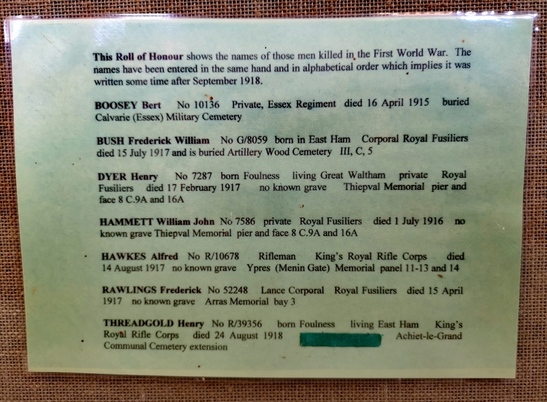 This Roll of Honour shows the names of those men killed in the First World War. The
names have been entered in the same hand and in alphabetical order which implies it was
written some time after September 1918.
BOOSEY Bert No 10136 Private, Essex Regiment died 16 April 1915 buried
Calvarie (Essex) Military Cemetery
BUSH Frederick William No G/8059 born in East Ham Corporal Royal Fusiliers
died 15 July 1917 and is buried Artillery Wood Cemetery III, C, 5
DYER Henry No 7287 born Foulness living Great Waltham private Royal
Fusiliers died 17 February 1917 no known grave Thiepval Memorial pier and
face 8 C.9A and 16A
HAMMETT William John No 7586 private Royal Fusiliers died 1 July 1916 no
known grave Thiepval Memorial pier and face 8 C.9A and 16A
HAWKES Alfred No R/10678 Rifleman King's Royal Rifle Corps died
14 August 1917 no known grave Ypres (Menin Gate) Memorial panel 11-13 and 14
RAWLINGS Frederick No 52248 Lance Corporal Royal Fusiliers died 15 April
1917 no known grave Arras Memorial bay 3
THREADGOLD Henry No R/39356 born Foulness living East Ham King's
Royal Rifle Corps died 24 August 1918 Achiet-le-Grand
Communal Cemetery extension